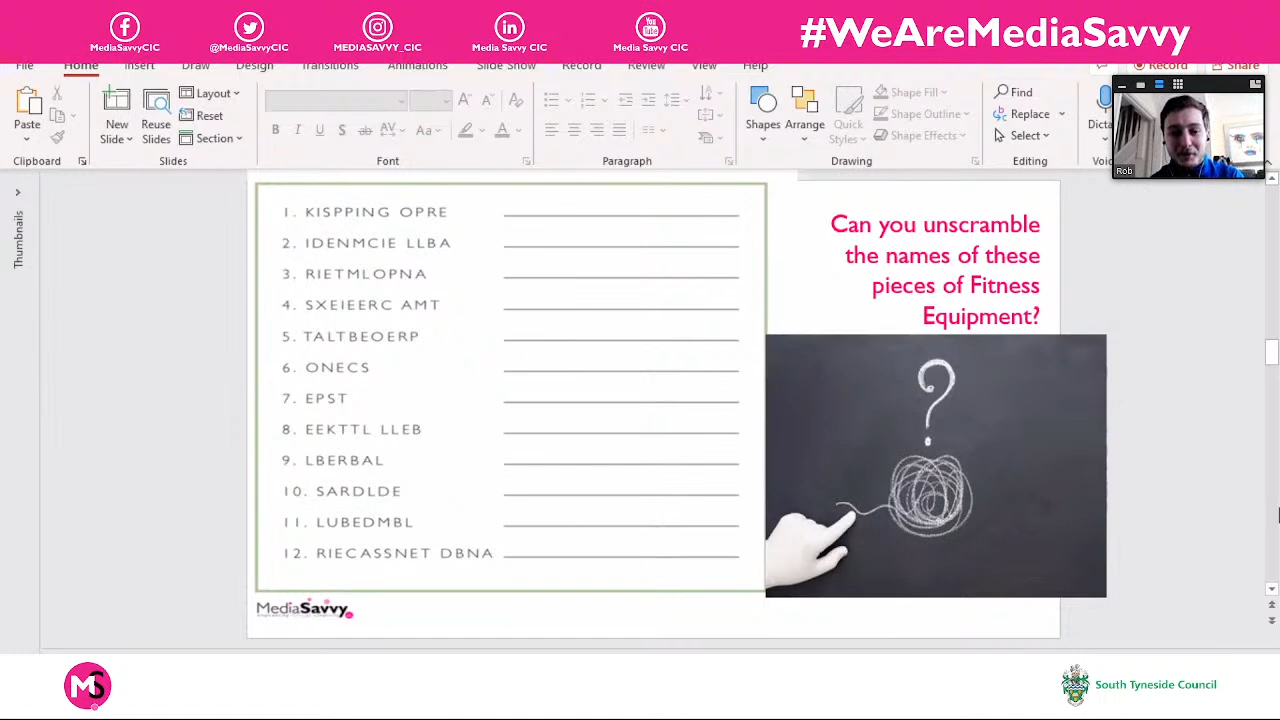 MediaSavvyCIC
@MediaSavvyCIC
MEDIASAVVY_CIC
Media Savvy CIC
You
Tube
Media Savvy CIC
#WeAreMediaSavvy
File Home Insert Draw Design Transitions Animations Slide Show Record Review View Help Record Share
Paste
New
Slide
Reuse
Slides
Layout
Reset
Section
Shapes
Arrange
Quick
Styles
Shape Fill
Shape Outline
Shape Effects
Find
Replace
Select
Dicta
Clipboard Slides Font Paragraph Drawing Editing Voi
Rob
Thumbnails
1. KISPPING OPRE
2. IDENMCIE LLBA
3. RIETMLOPNA
4. SXEIEERC AMT
5. TALTBEOERP
6. ONECS
7. EPST
8. EEKTTL LLEB
9. LBERBAL
10. SARDLDE
11. LUBEDMBL
12. RIECASSNET DBNA
Can you unscramble
the names of these
pieces of Fitness
Equipment?
?
MediaSavvy
MS
South Tyneside Council